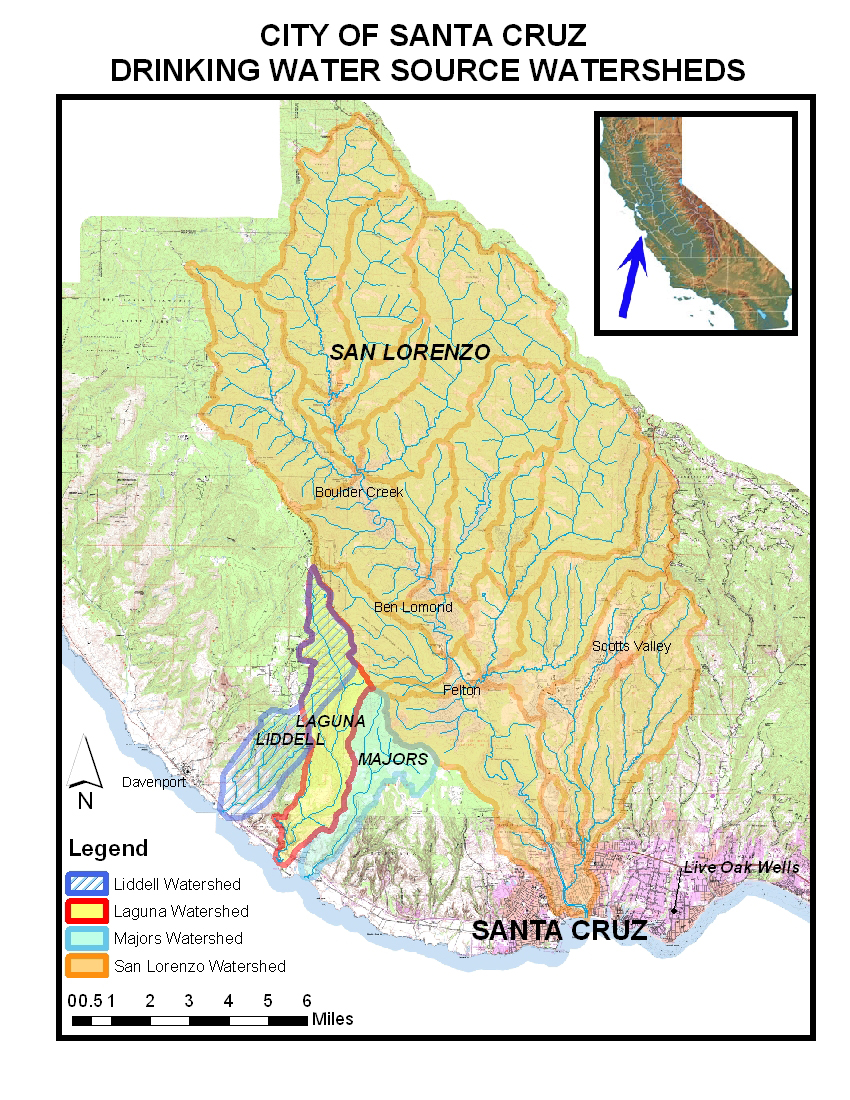 CITY OF SANTA CRUZ
DRINKING WATER SOURCE WATERSHEDS
SAN LORENZO
Boulder Creek
Ben Lomond
Scotts Valley
Felton
LAGUNA
LIDDELL
MAJORS
Davenport
N
Live Oak Wells
SANTA CRUZ
Legend
Liddell Watershed
Laguna Watershed
Majors Watershed
San Lorenzo Watershed
0 0.5 1 2 3 4 5 6
Miles